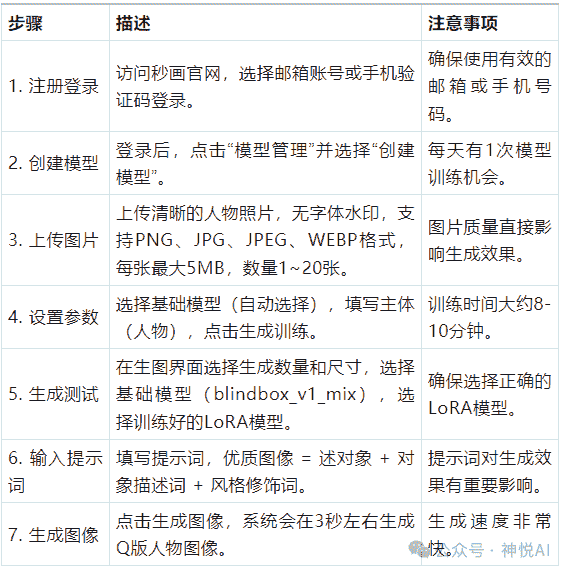 步骤 描述 注意事项
1. 注册登录
访问秒画官网，选择邮箱账号或手机验
证码登录。
确保使用有效的
邮箱或手机号
码。
2. 创建模型
登录后，点击“模型管理”并选择“创建
模型”。
每天有1次模型
训练机会。
3. 上传图片
上传清晰的人物照片，无字体水印，支
持PNG、JPG、JPEG、WEBP格式，
每张最大5MB，数量1~20张。
图片质量直接影
响生成效果。
4. 设置参数
选择基础模型（自动选择），填写主体
（人物），点击生成训练。
训练时间大约8-
10分钟。
5. 生成测试
在生图界面选择生成数量和尺寸，选择
基础模型（blindbox_v1_mix），选
择训练好的LoRA模型。
确保选择正确的
LoRA模型。
6. 输入提示
词
填写提示词，优质图像 = 述对象 + 对
象描述词 + 风格修饰词。
提示词对生成效
果有重要影响。
7. 生成图像
点击生成图像，系统会在3秒左右生成
Q版人物图像。
生成速度非常
快。
公众号 · 神悦AI